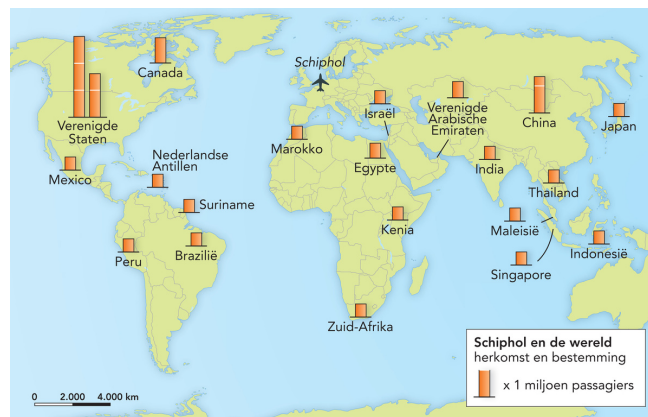 Schiphol
Canada
Verenigde
Staten
Mexico
Nederlandse
Antillen
Suriname
Peru
Brazilië
Marokko
Israël
Egypte
Verenigde
Arabische
Emiraten
China
Japan
India
Thailand
Kenia
Maleisië
Singapore
Indonesië
Zuid-Afrika
Schiphol en de wereld
herkomst en bestemming
x 1 miljoen passagiers
0 2.000 4.000 km